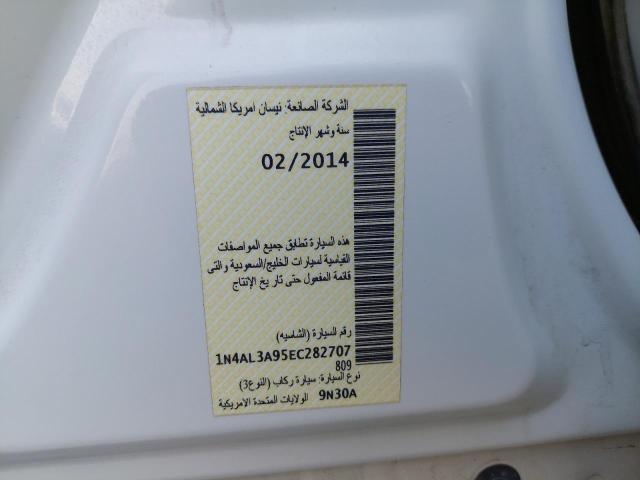 الشركة الصانعة: نيسان امريكا الشمالية
سنة وشهر الإنتاج
02/2014
هذه السيارة تطابق جميع المواصفات
القياسية لسيارات الخليج/السعودية والتى
قائمة المفعول حتى تاريخ الإنتاج
رقم السيارة (الشاسيه)
1N4AL3A95EC282707
809
نوع السيارة: سيارة ركاب (النوع3)
9N30A الولايات المتحدة الامريكية